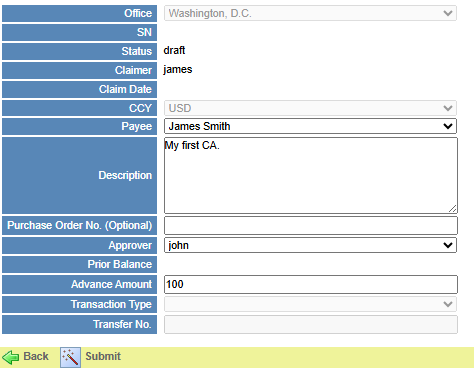 Office Washington, D.C.
SN
Status draft
Claimer james
Claim Date
CCY USD
Payee James Smith
Description My first CA.
Purchase Order No. (Optional)
Approver john
Prior Balance
Advance Amount 100
Transaction Type
Transfer No.
Back Submit